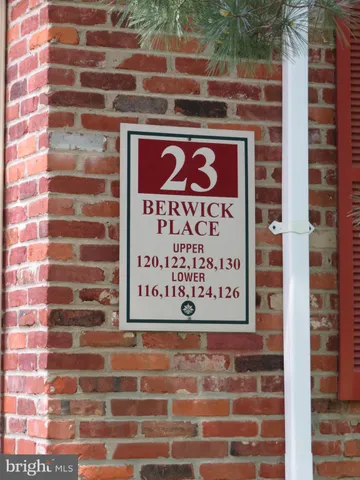 23
BERWICK
PLACE
UPPER
120,122,128,130
LOWER
116,118,124,126
bright MLS